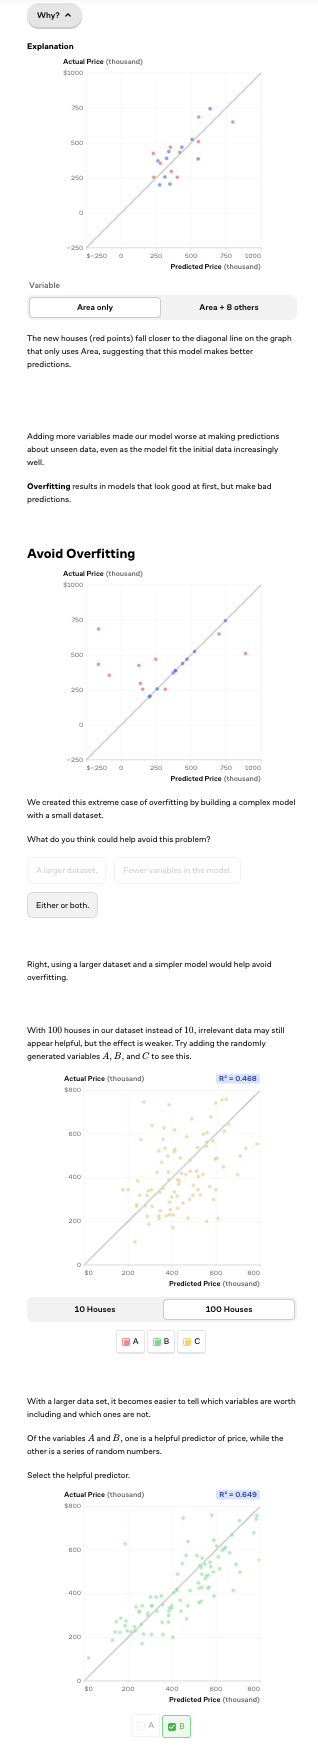 Why?
Explanation
Actual Price (thousand)
$1000
750
500
250
0
−250
$−250 0 250 500 750 1000
Predicted Price (thousand)
Variable
Area only Area + 8 others
The new houses (red points) fall closer to the diagonal line on the graph
that only uses Area, suggesting that this model makes better
predictions.
Adding more variables made our model worse at making predictions
about unseen data, even as the model fit the initial data increasingly
well.
Overfitting results in models that look good at first, but make bad
predictions.
Avoid Overfitting
Actual Price (thousand)
$1000
750
500
250
0
−250
$−250 0 250 500 750 1000
Predicted Price (thousand)
We created this extreme case of overfitting by building a complex model
with a small dataset.
What do you think could help avoid this problem?
A larger dataset. Fewer variables in the model.
Either or both.
Right, using a larger dataset and a simpler model would help avoid
overfitting.
With 100 houses in our dataset instead of 10, irrelevant data may still
appear helpful, but the effect is weaker. Try adding the randomly
generated variables A, B, and C to see this.
Actual Price (thousand) R² = 0.468
$800
600
400
200
0
$0 200 400 600 800
Predicted Price (thousand)
10 Houses 100 Houses
A B C
With a larger data set, it becomes easier to tell which variables are worth
including and which ones are not.
Of the variables A and B, one is a helpful predictor of price, while the
other is a series of random numbers.
Select the helpful predictor.
Actual Price (thousand) R² = 0.649
$800
600
400
200
0
$0 200 400 600 800
Predicted Price (thousand)
A B